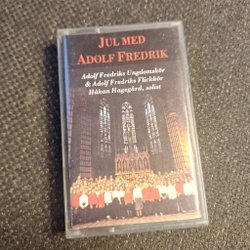 JUL MED
ADOLF FREDRIK
Adolf Fredriks Ungdomskör
& Adolf Fredriks Flickkör
Håkan Hagegård, solist